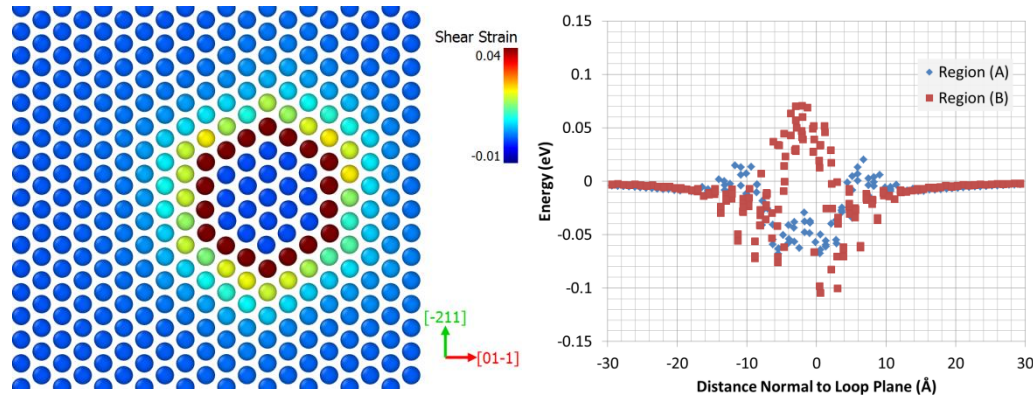 Shear Strain
0.04
-0.01
[-211]
[01-1]
Energy (eV)
0.15
0.1
0.05
0
-0.05
-0.1
-0.15
-30 -20 -10 0 10 20 30
Distance Normal to Loop Plane (Å)
Region (A)
Region (B)